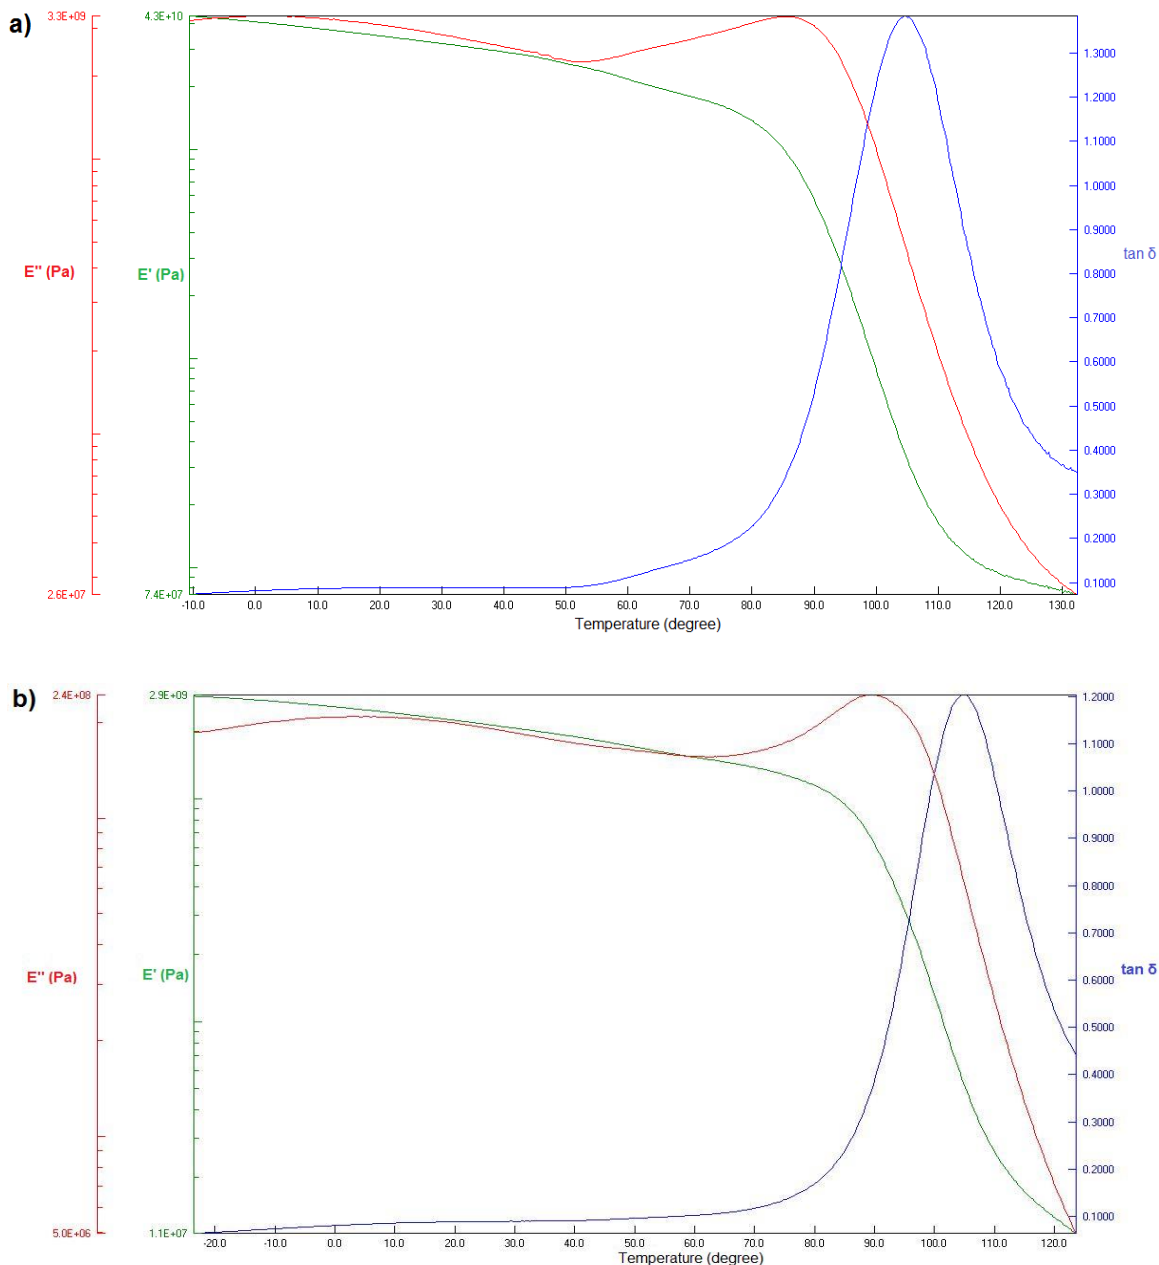 a)
3.3E+09 4.3E+10
1.3000
1.2000
1.1000
1.0000
0.9000
E'' (Pa) E' (Pa) tan δ
0.8000
0.7000
0.6000
0.5000
0.4000
0.3000
0.2000
0.1000
2.6E+07 7.4E+07
-10.0 0.0 10.0 20.0 30.0 40.0 50.0 60.0 70.0 80.0 90.0 100.0 110.0 120.0 130.0
Temperature (degree)
b)
2.4E+08 2.9E+09 1.2000
1.1000
1.0000
0.9000
0.8000
0.7000
E'' (Pa) E' (Pa) tan δ
0.6000
0.5000
0.4000
0.3000
0.2000
0.1000
5.0E+06 1.1E+07
-20.0 -10.0 0.0 10.0 20.0 30.0 40.0 50.0 60.0 70.0 80.0 90.0 100.0 110.0 120.0
Temperature (degree)